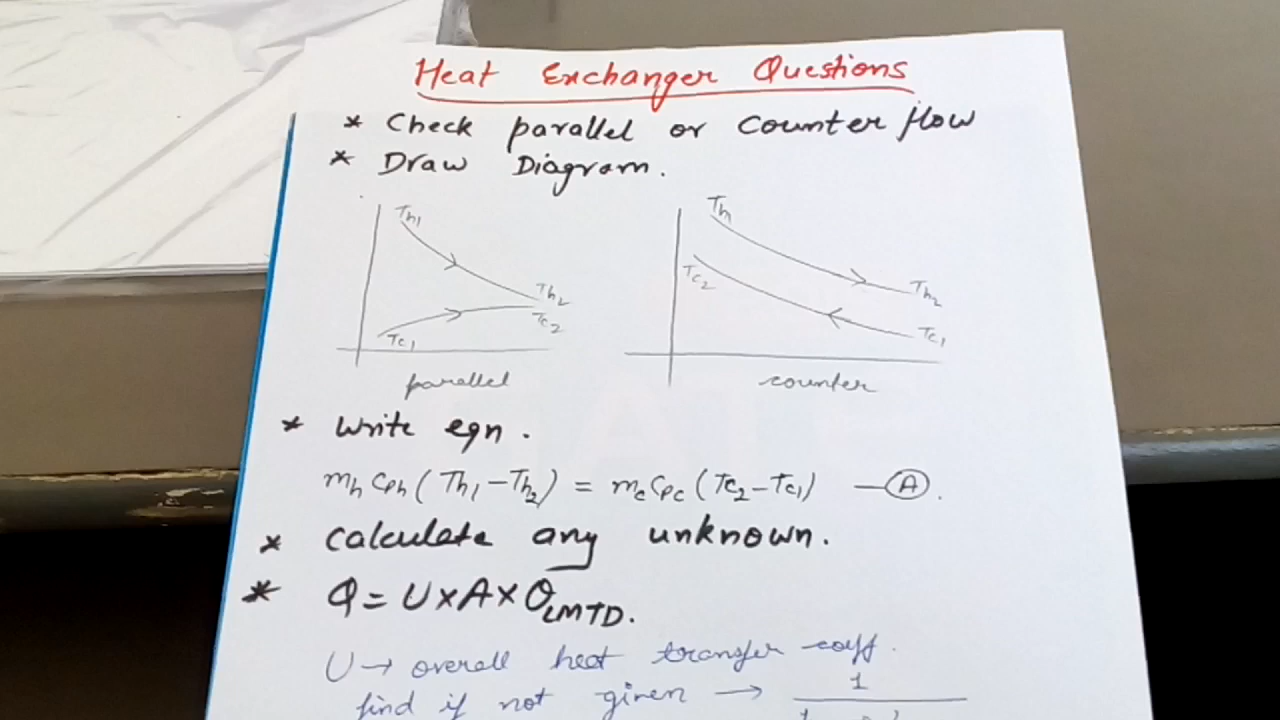 Heat Exchanger Questions
* Check parallel or Counter flow
* Draw Diagram.
Th1
Th2
Tc2
Tc1
parallel
Th1
Tc2
Th2
Tc1
counter
* Write eqn.
mh Cph (Th1 - Th2) = mc Cpc (Tc2 - Tc1) — A.
* Calculate any unknown.
* Q = U×A×θLMTD.
U → overall heat transfer coeff.
find if not given → 1